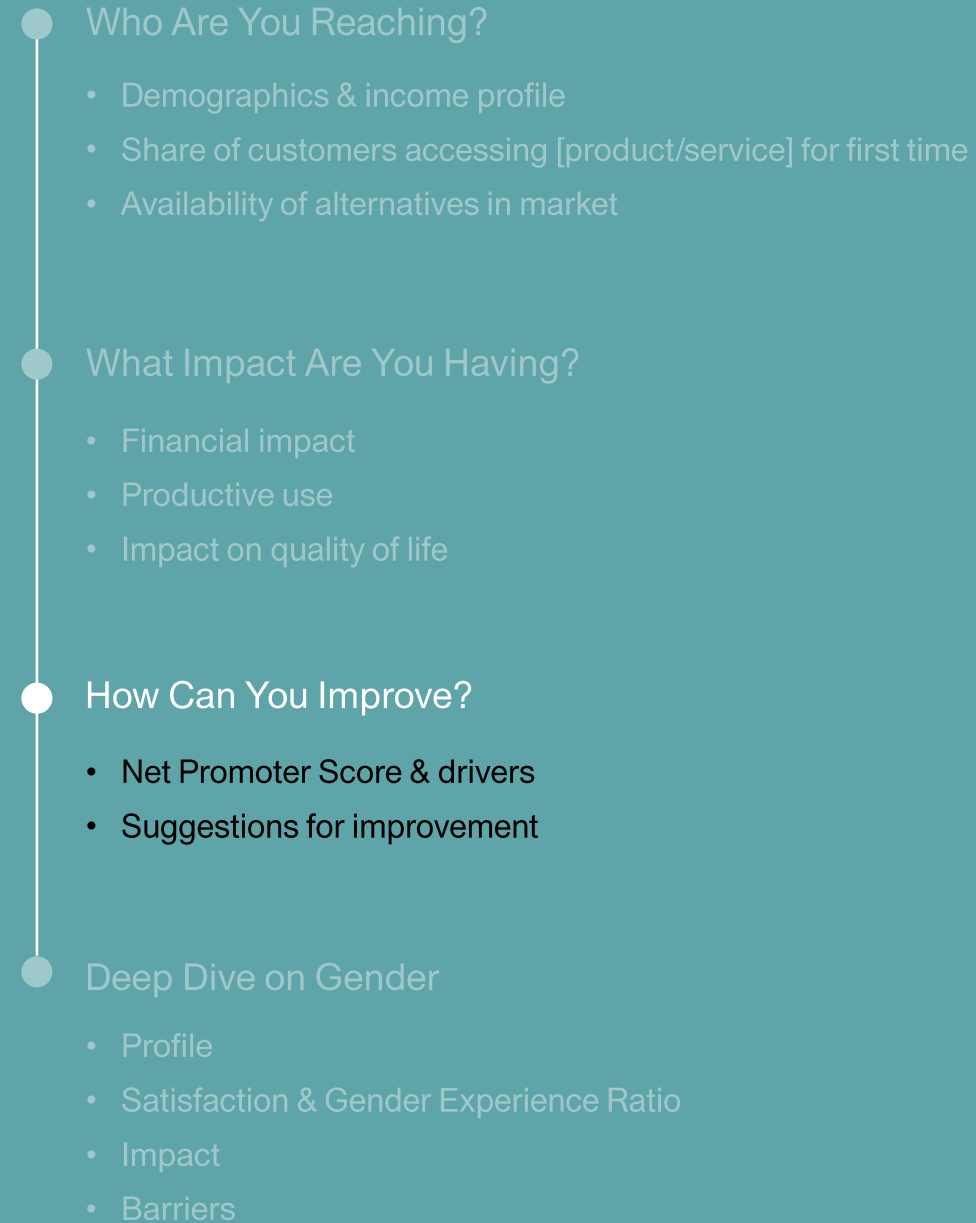 Who Are You Reaching?
• Demographics & income profile
• Share of customers accessing [product/service] for first time
• Availability of alternatives in market
What Impact Are You Having?
• Financial impact
• Productive use
• Impact on quality of life
How Can You Improve?
• Net Promoter Score & drivers
• Suggestions for improvement
Deep Dive on Gender
• Profile
• Satisfaction & Gender Experience Ratio
• Impact
• Barriers